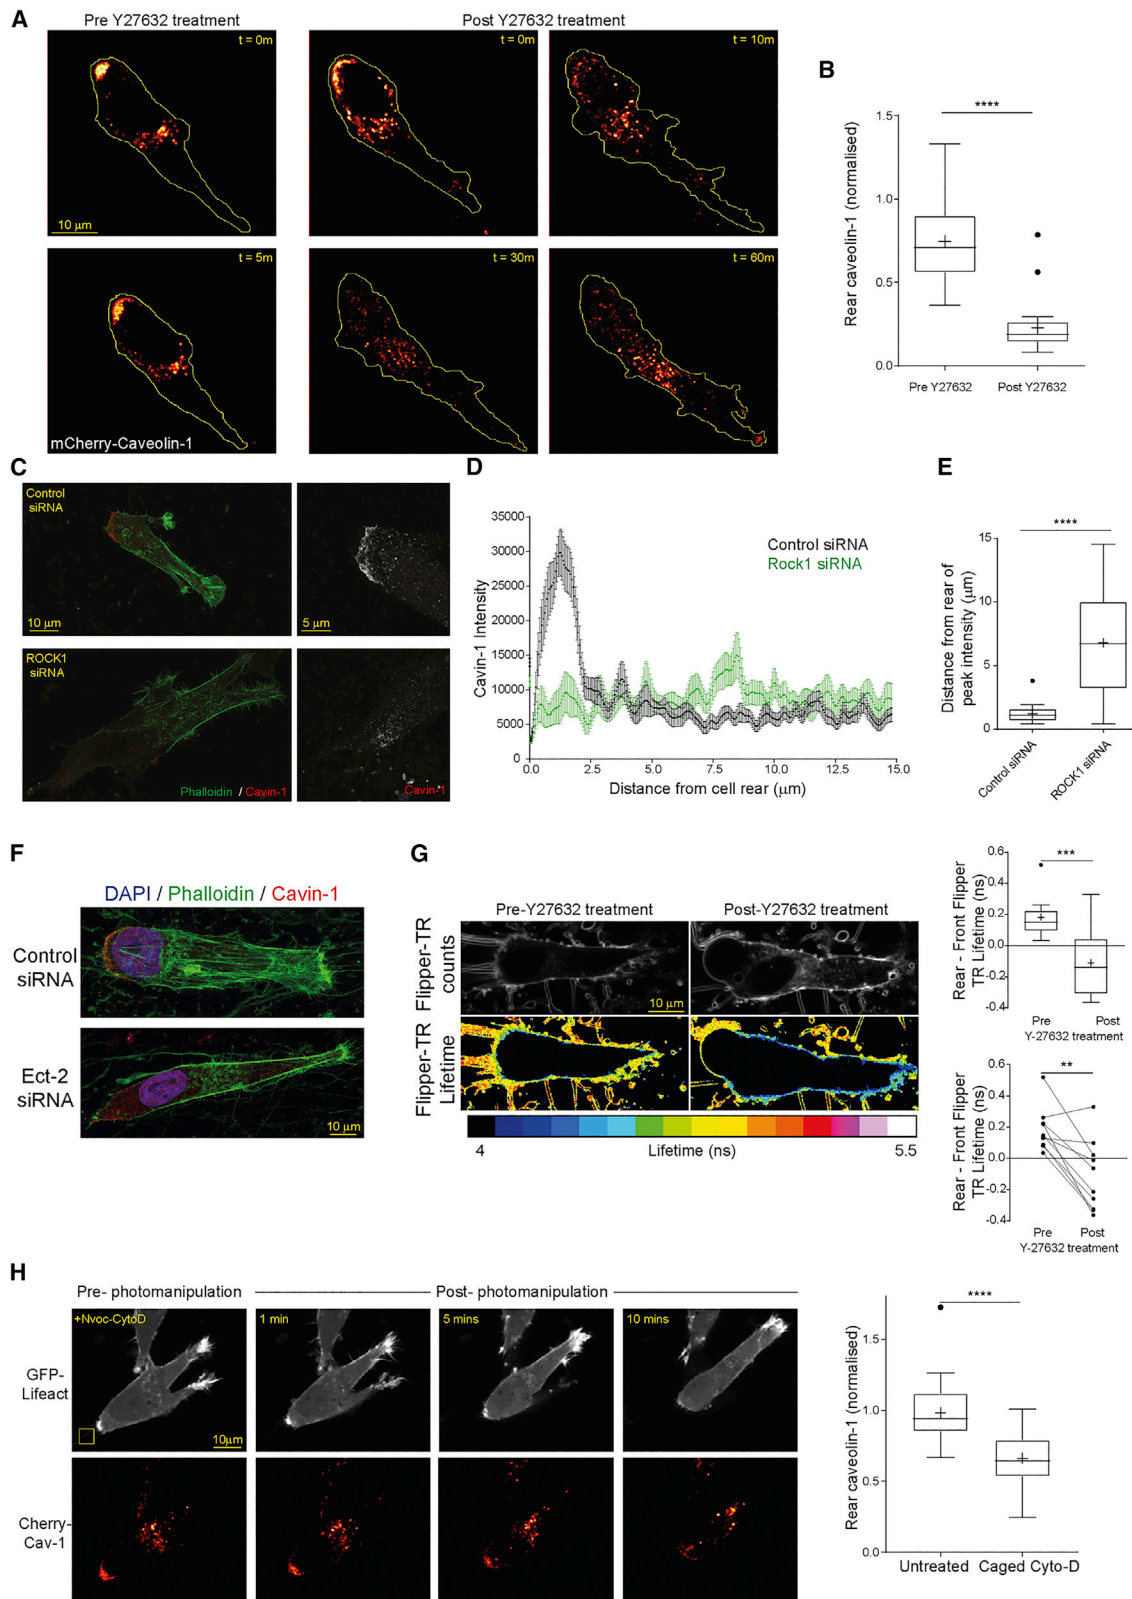 A
Pre Y27632 treatment
Post Y27632 treatment
t = 0m
t = 0m
t = 10m
10 μm
t = 5m
t = 30m
t = 60m
mCherry-Caveolin-1
B
****
Rear caveolin-1 (normalised)
1.5
1.0
0.5
0.0
Pre Y27632
Post Y27632
C
Control
siRNA
10 μm
5 μm
ROCK1
siRNA
Phalloidin / Cavin-1
Cavin-1
D
Cavin-1 Intensity
35000
30000
25000
20000
15000
10000
5000
0
Control siRNA
Rock1 siRNA
0.0
2.5
5.0
7.5
10.0
12.5
15.0
Distance from cell rear (μm)
E
****
Distance from rear of
peak intensity (μm)
15
10
5
0
Control siRNA
ROCK1 siRNA
F
DAPI / Phalloidin / Cavin-1
Control
siRNA
Ect-2
siRNA
10 μm
G
Pre-Y27632 treatment
Post-Y27632 treatment
Flipper-TR
counts
10 μm
Flipper-TR
Lifetime
4
Lifetime (ns)
5.5
Rear - Front Flipper
TR Lifetime (ns)
0.6
0.4
0.2
0.0
-0.2
-0.4
***
Pre
Post
Y-27632 treatment
Rear - Front Flipper
TR Lifetime (ns)
0.6
0.4
0.2
0.0
-0.2
-0.4
**
Pre
Post
Y-27632 treatment
H
Pre- photomanipulation
Post- photomanipulation
+Nvoc-CytoD
1 min
5 mins
10 mins
GFP-
Lifeact
10μm
Cherry-
Cav-1
Rear caveolin-1 (normalised)
****
1.5
1.0
0.5
0.0
Untreated
Caged Cyto-D